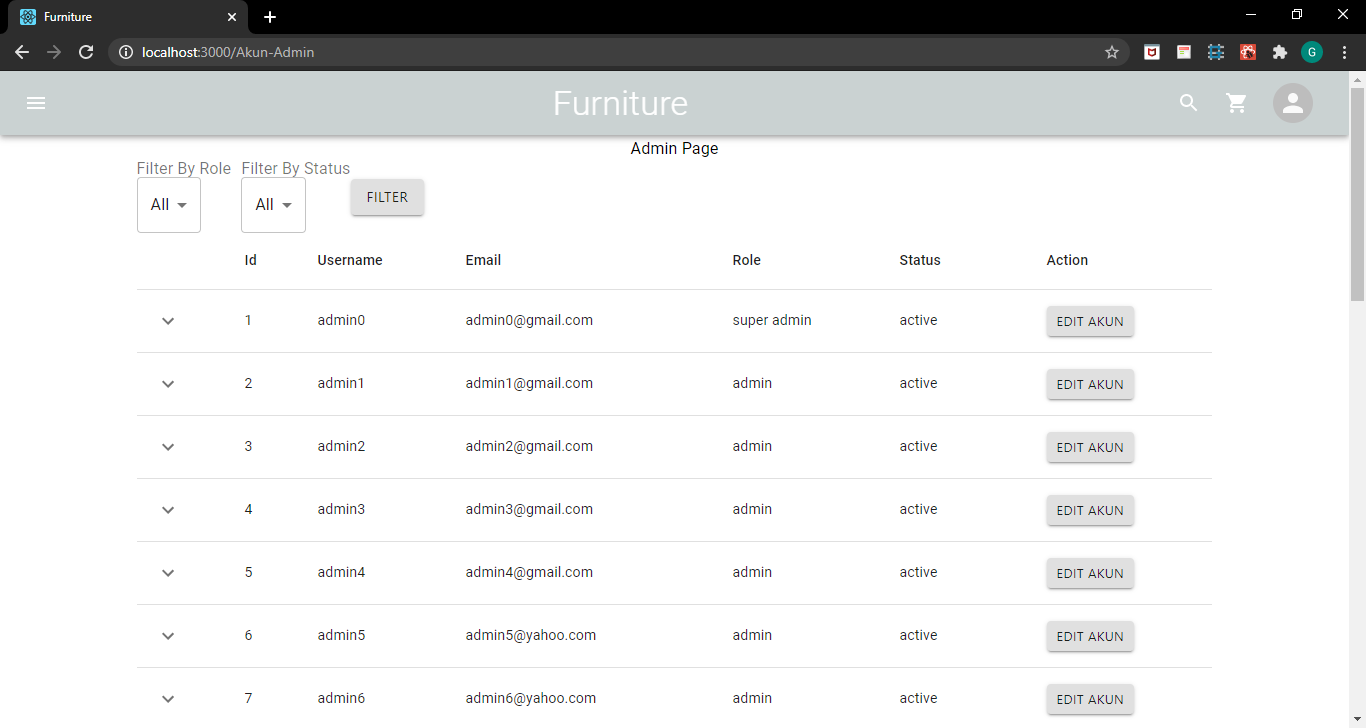 Furniture
localhost:3000/Akun-Admin
G
Furniture
Admin Page
Filter By Role Filter By Status
All All FILTER
Id Username Email Role Status Action
1 admin0 admin0@gmail.com super admin active EDIT AKUN
2 admin1 admin1@gmail.com admin active EDIT AKUN
3 admin2 admin2@gmail.com admin active EDIT AKUN
4 admin3 admin3@gmail.com admin active EDIT AKUN
5 admin4 admin4@gmail.com admin active EDIT AKUN
6 admin5 admin5@yahoo.com admin active EDIT AKUN
7 admin6 admin6@yahoo.com admin active EDIT AKUN